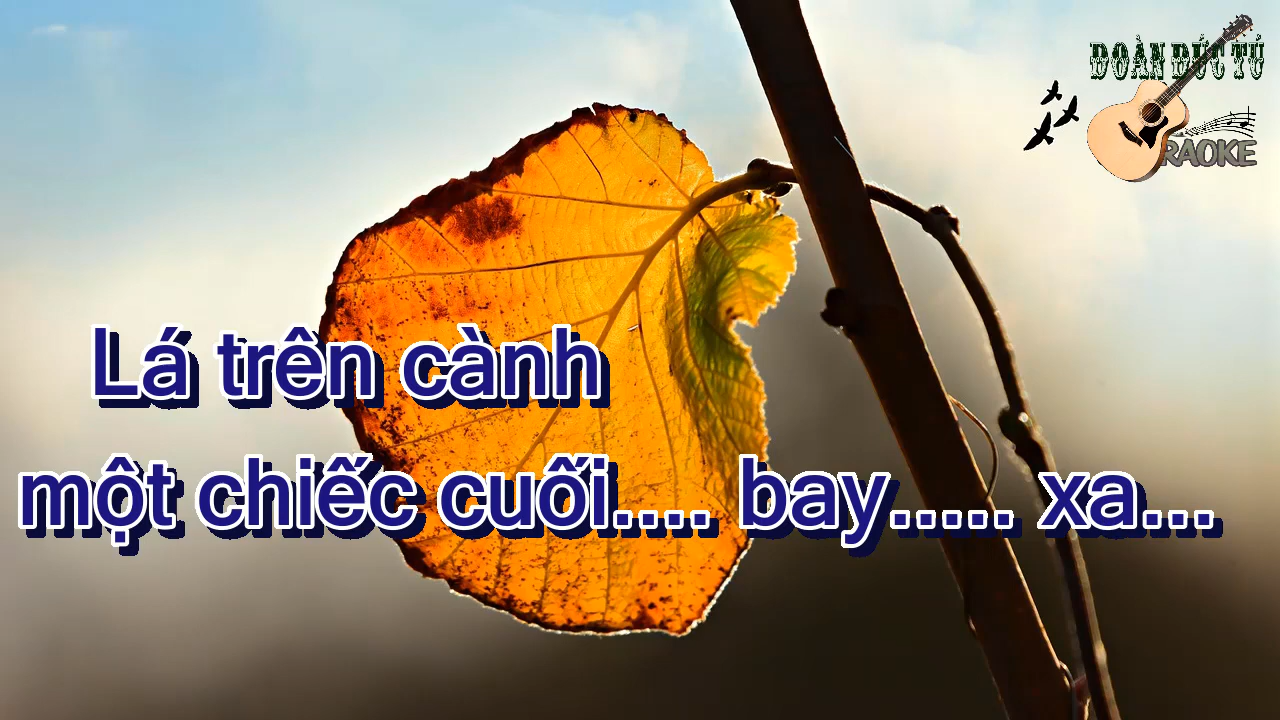 ĐOÀN ĐỨC TÚ
RAOKE
Lá trên cành
một chiếc cuối.... bay..... xa...